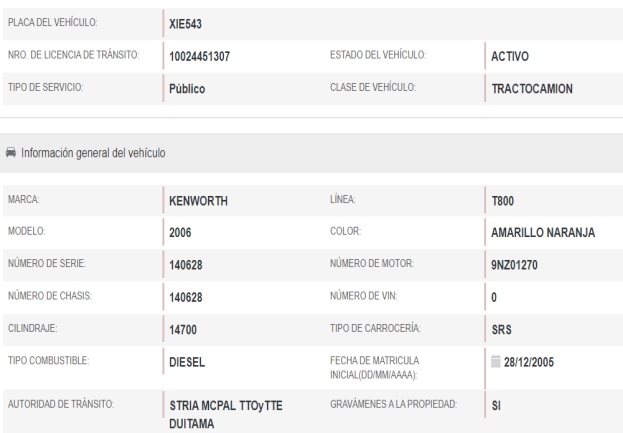 PLACA DEL VEHÍCULO: XIE543
NRO. DE LICENCIA DE TRÁNSITO: 10024451307 ESTADO DEL VEHÍCULO: ACTIVO
TIPO DE SERVICIO: Público CLASE DE VEHÍCULO: TRACTOCAMION
Información general del vehículo
MARCA: KENWORTH LÍNEA: T800
MODELO: 2006 COLOR: AMARILLO NARANJA
NÚMERO DE SERIE: 140628 NÚMERO DE MOTOR: 9NZ01270
NÚMERO DE CHASIS: 140628 NÚMERO DE VIN: 0
CILINDRAJE: 14700 TIPO DE CARROCERÍA: SRS
TIPO COMBUSTIBLE: DIESEL FECHA DE MATRICULA 28/12/2005
INICIAL(DD/MM/AAAA):
AUTORIDAD DE TRÁNSITO: STRIA MCPAL TTOyTTE GRAVÁMENES A LA PROPIEDAD: SI
DUITAMA